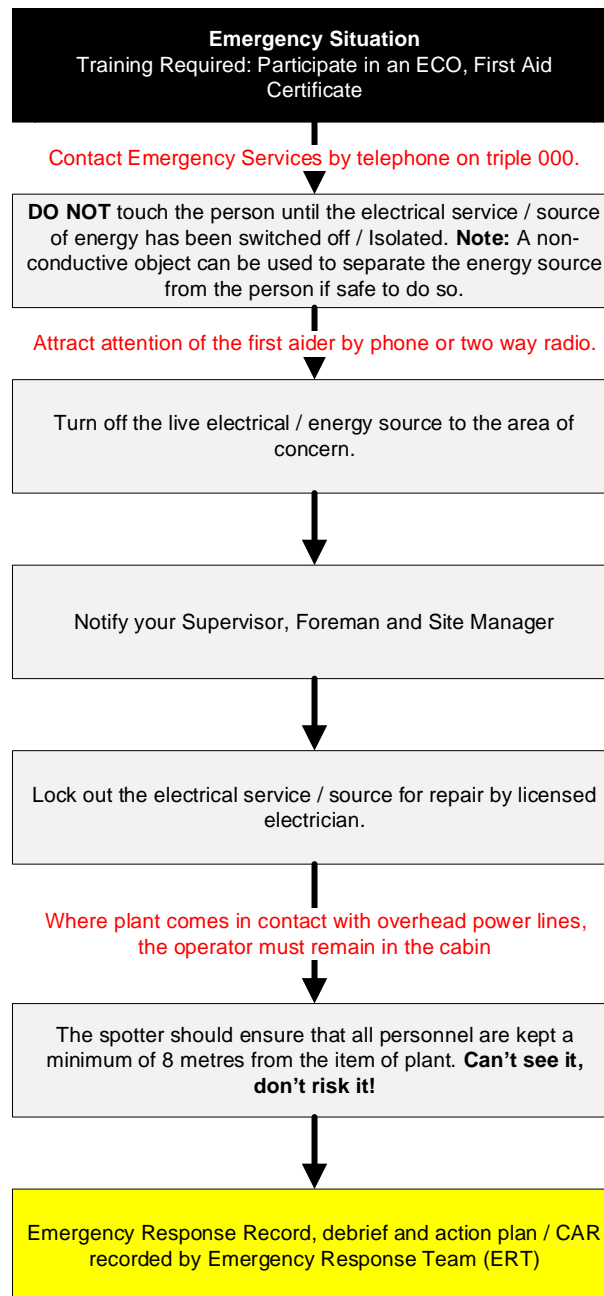 Emergency Situation
Training Required: Participate in an ECO, First Aid
Certificate
Contact Emergency Services by telephone on triple 000.
DO NOT touch the person until the electrical service / source
of energy has been switched off / Isolated. Note: A non-
conductive object can be used to separate the energy source
from the person if safe to do so.
Attract attention of the first aider by phone or two way radio.
Turn off the live electrical / energy source to the area of
concern.
Notify your Supervisor, Foreman and Site Manager
Lock out the electrical service / source for repair by licensed
electrician.
Where plant comes in contact with overhead power lines,
the operator must remain in the cabin
The spotter should ensure that all personnel are kept a
minimum of 8 metres from the item of plant. Can’t see it,
don’t risk it!
Emergency Response Record, debrief and action plan / CAR
recorded by Emergency Response Team (ERT)